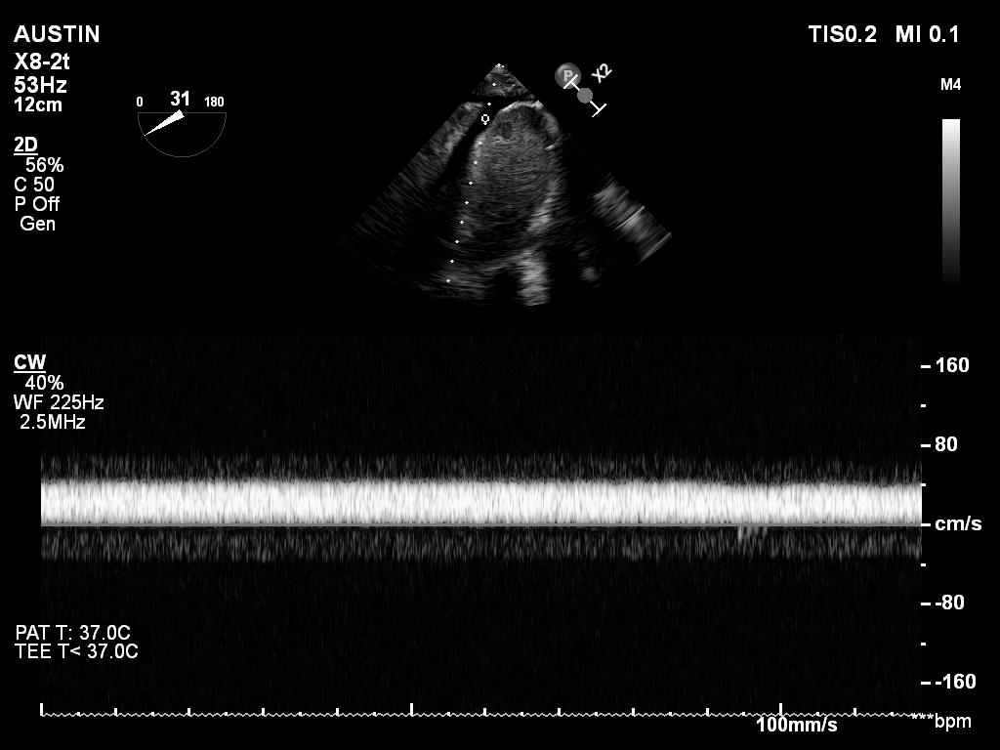 AUSTIN
TIS0.2 MI 0.1
X8-2t
53Hz
12cm
M4
0 31 180
P X2
2D
56%
C 50
P Off
Gen
CW
40%
WF 225Hz
2.5MHz
160
80
cm/s
-80
-160
PAT T: 37.0C
TEE T< 37.0C
100mm/s
***bpm